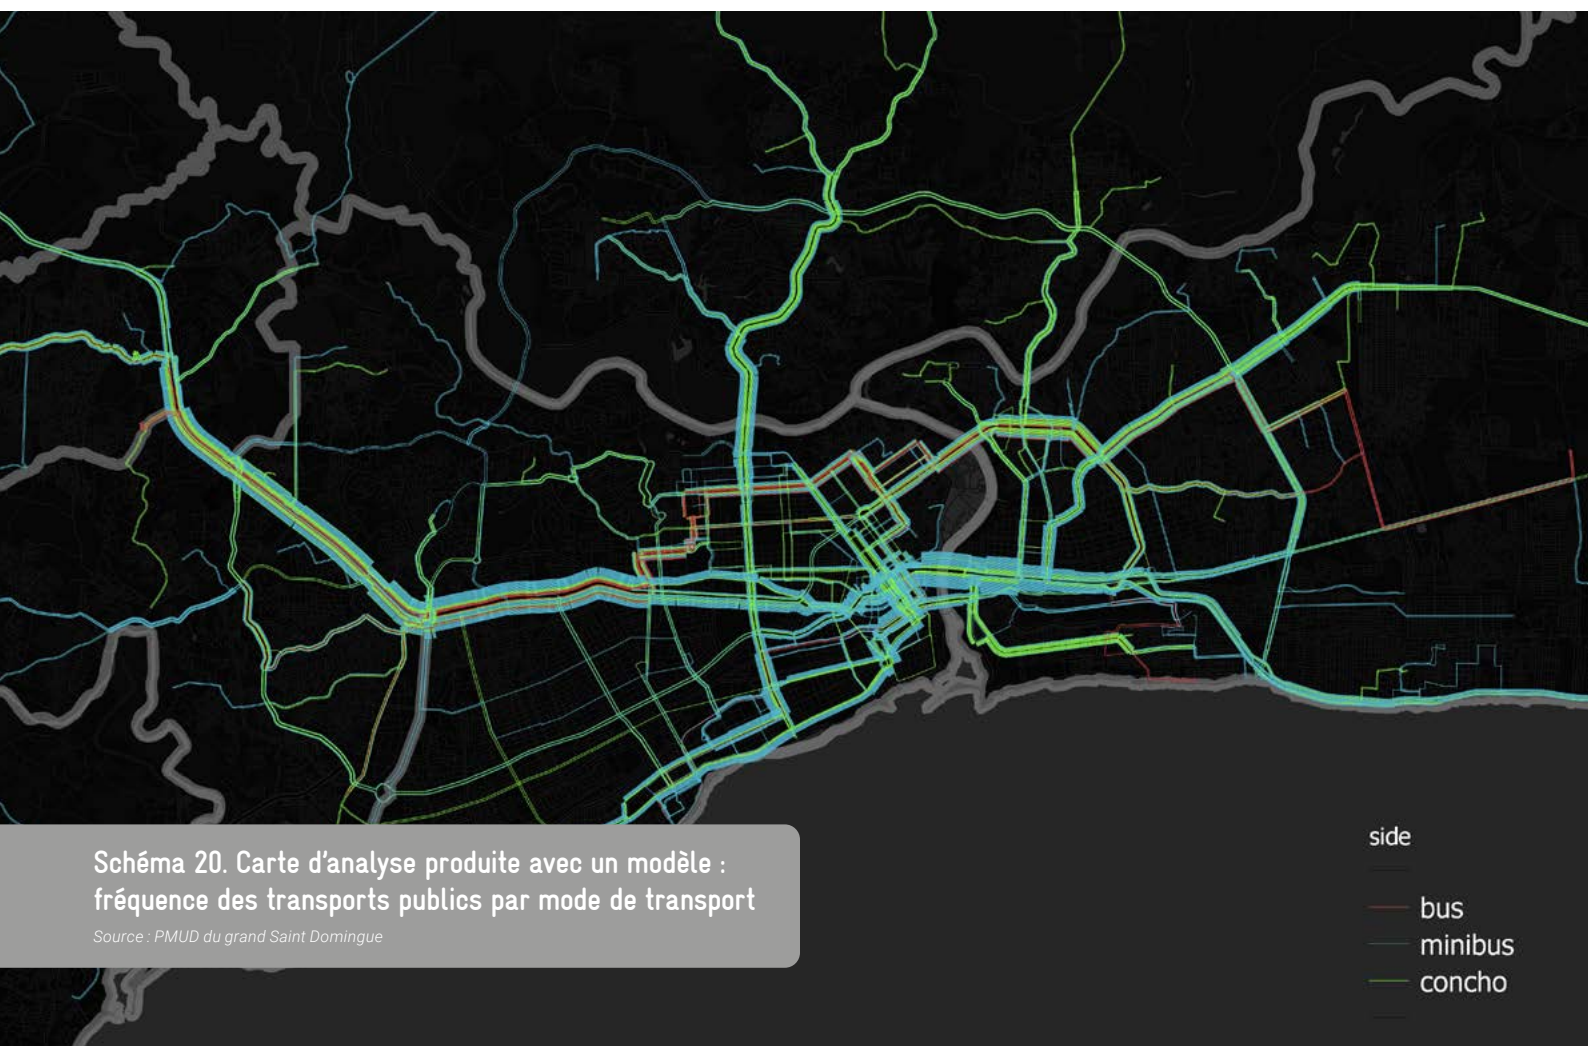 Schéma 20. Carte d'analyse produite avec un modèle :
fréquence des transports publics par mode de transport
Source : PMUD du grand Saint Domingue
side
bus
minibus
concho